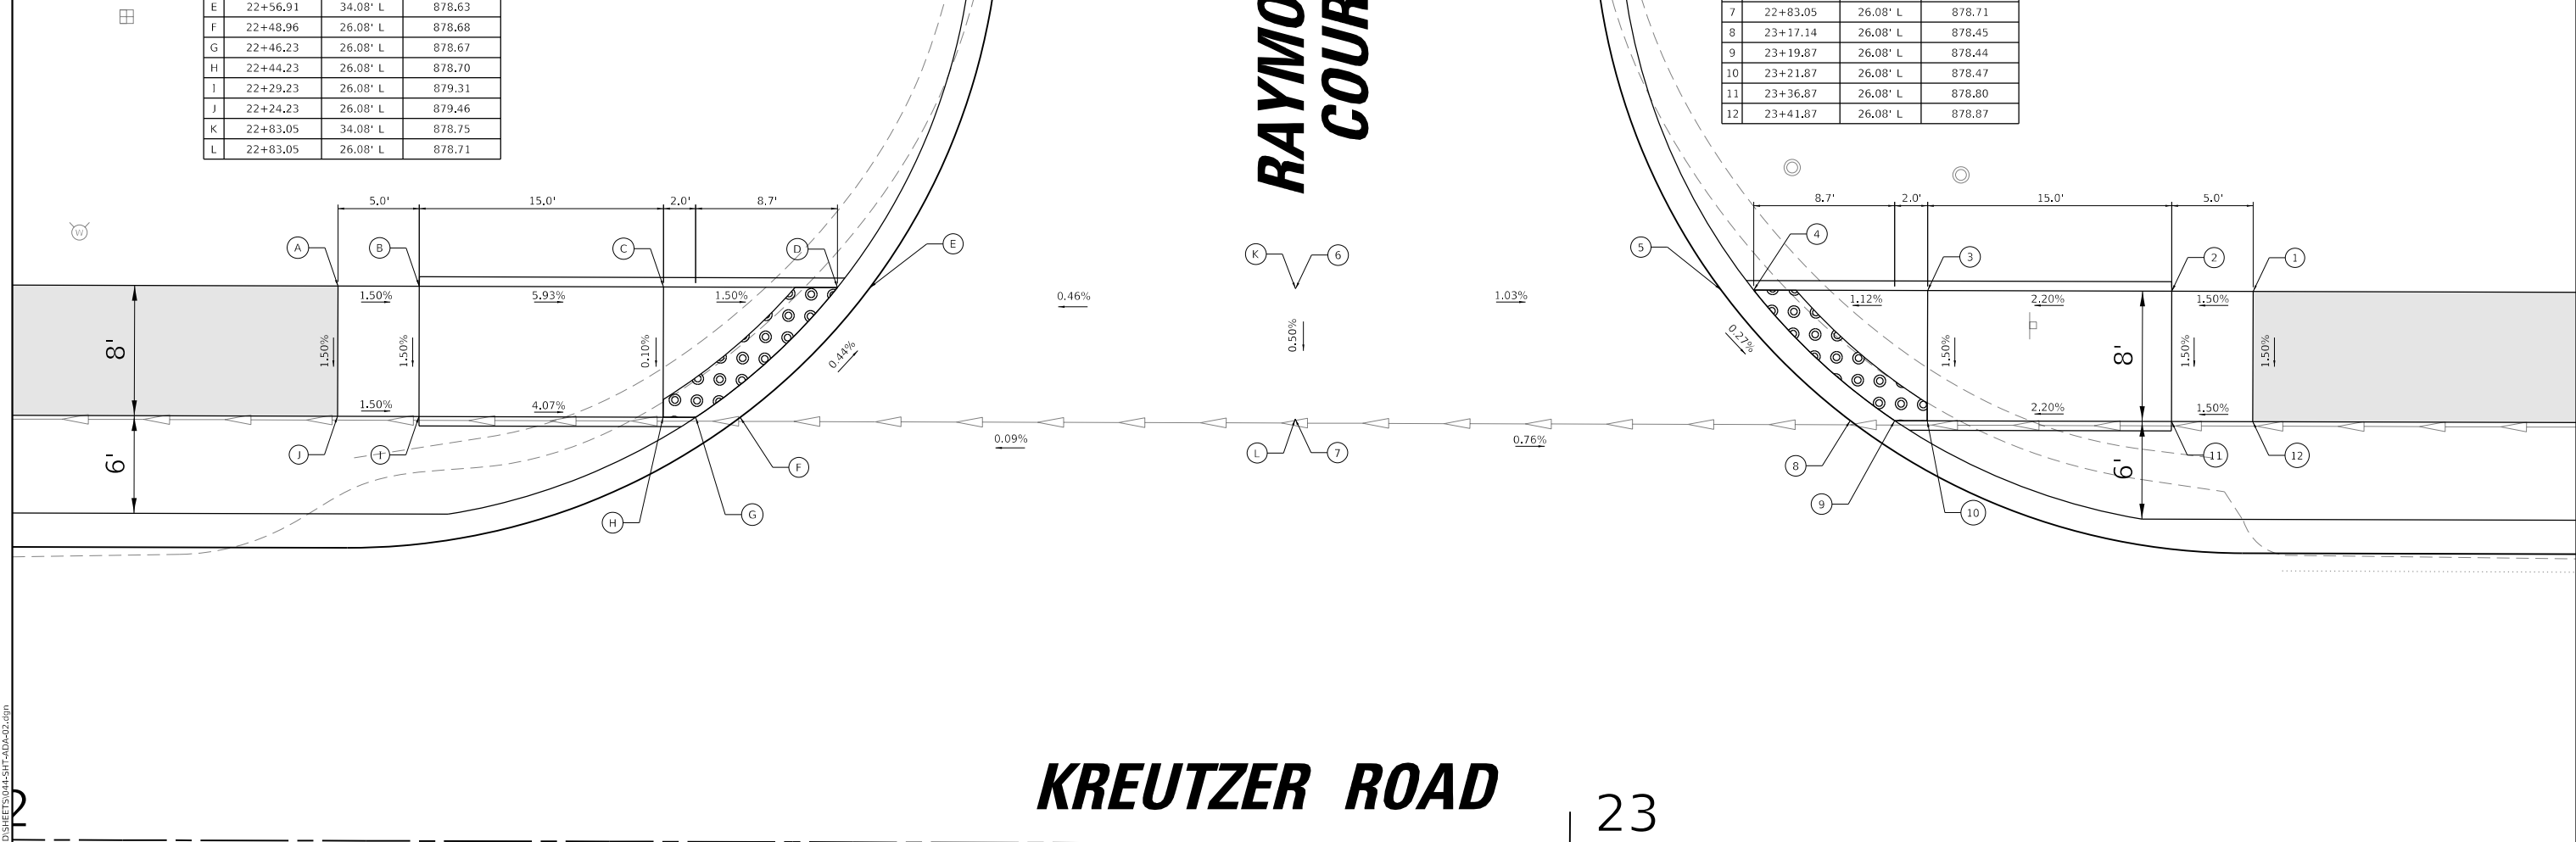 E 22+56.91 34.08' L 878.63
F 22+48.96 26.08' L 878.68
G 22+46.23 26.08' L 878.67
H 22+44.23 26.08' L 878.70
I 22+29.23 26.08' L 879.31
J 22+24.23 26.08' L 879.46
K 22+83.05 34.08' L 878.75
L 22+83.05 26.08' L 878.71
RAYMO
COUR
7 22+83.05 26.08' L 878.71
8 23+17.14 26.08' L 878.45
9 23+19.87 26.08' L 878.44
10 23+21.87 26.08' L 878.47
11 23+36.87 26.08' L 878.80
12 23+41.87 26.08' L 878.87
W
5.0' 15.0' 2.0' 8.7'
8.7' 2.0' 15.0' 5.0'
A B C D E
K 6
5 4 3 2 1
1.50% 5.93% 1.50%
0.46% 1.03%
1.12% 2.20% 1.50%
8' 1.50% 1.50% 0.10% 0.44%
0.50%
0.27% 1.50% 8' 1.50% 1.50%
1.50% 4.07%
2.20% 1.50%
0.09% 0.76%
6' J I F
L 7
8 6' 11 12
H G
9 10
KREUTZER ROAD
2
23
D\SHEETS\04-4-SHT-ADA-02.dgn